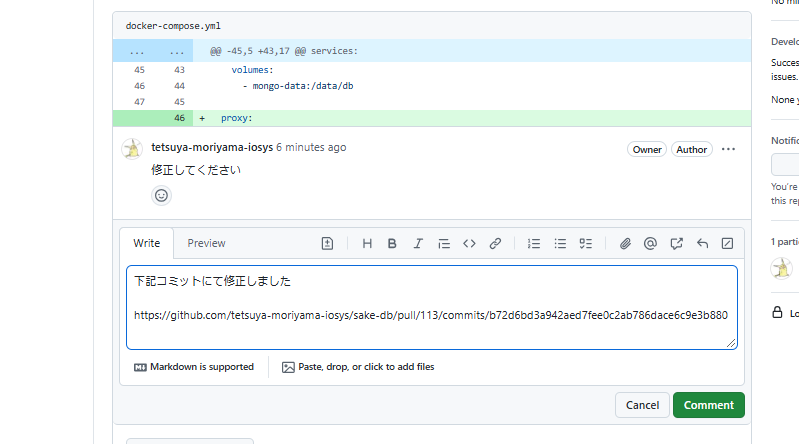 No mi
docker-compose.yml
... ... @@ -45,5 +43,17 @@ services:
45 43 volumes:
46 44 - mongo-data:/data/db
47 45
46 + proxy:
tetsuya-moriyama-iosys 6 minutes ago Owner Author ...
修正してください
Write Preview
下記コミットにて修正しました
https://github.com/tetsuya-moriyama-iosys/sake-db/pull/113/commits/b72d6bd3a942aed7fee0c2ab786dace6c9e3b880
Markdown is supported Paste, drop, or click to add files
Cancel Comment
Develo
Succes
issues.
None y
Notific
You're
this rep
1 parti
Lo